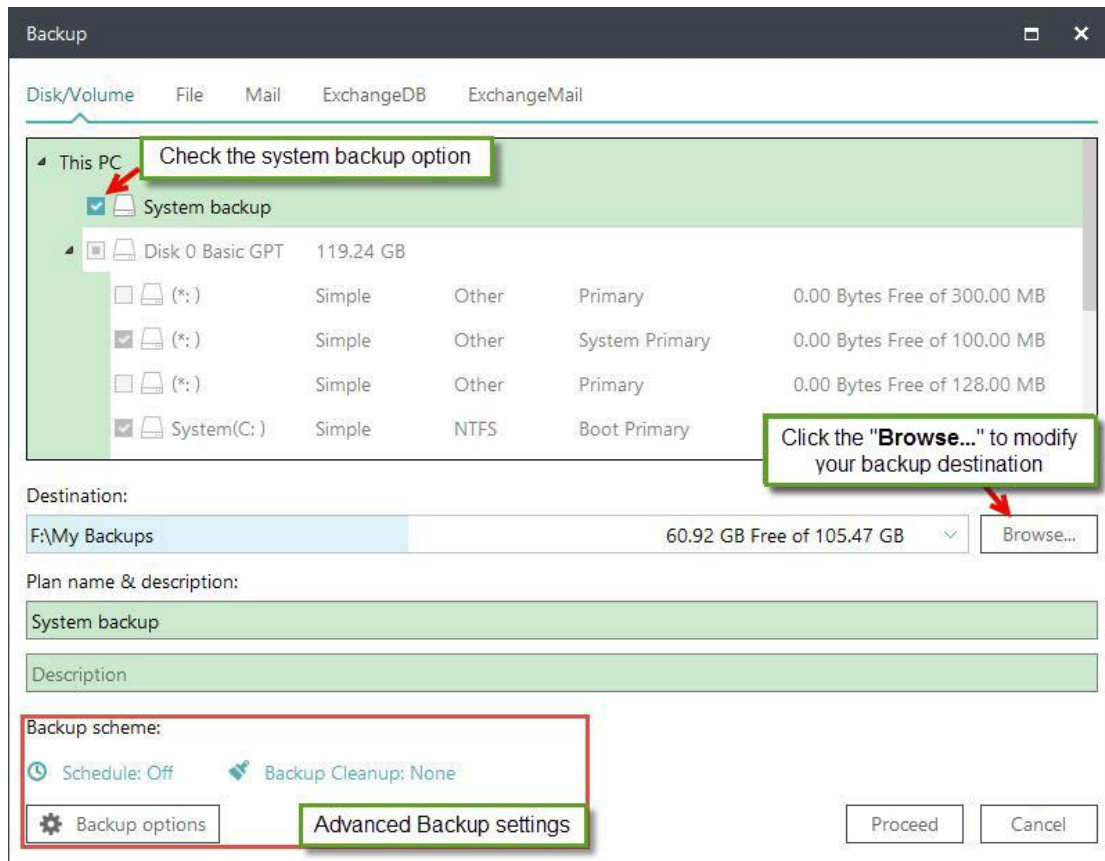 Backup
Disk/Volume File Mail ExchangeDB ExchangeMail
This PC
Check the system backup option
System backup
Disk 0 Basic GPT 119.24 GB
(*: ) Simple Other Primary 0.00 Bytes Free of 300.00 MB
(*: ) Simple Other System Primary 0.00 Bytes Free of 100.00 MB
(*: ) Simple Other Primary 0.00 Bytes Free of 128.00 MB
System(C: ) Simple NTFS Boot Primary
Click the "Browse..." to modify
your backup destination
Destination:
F:\My Backups 60.92 GB Free of 105.47 GB Browse...
Plan name & description:
System backup
Description
Backup scheme:
Schedule: Off Backup Cleanup: None
Backup options Advanced Backup settings Proceed Cancel